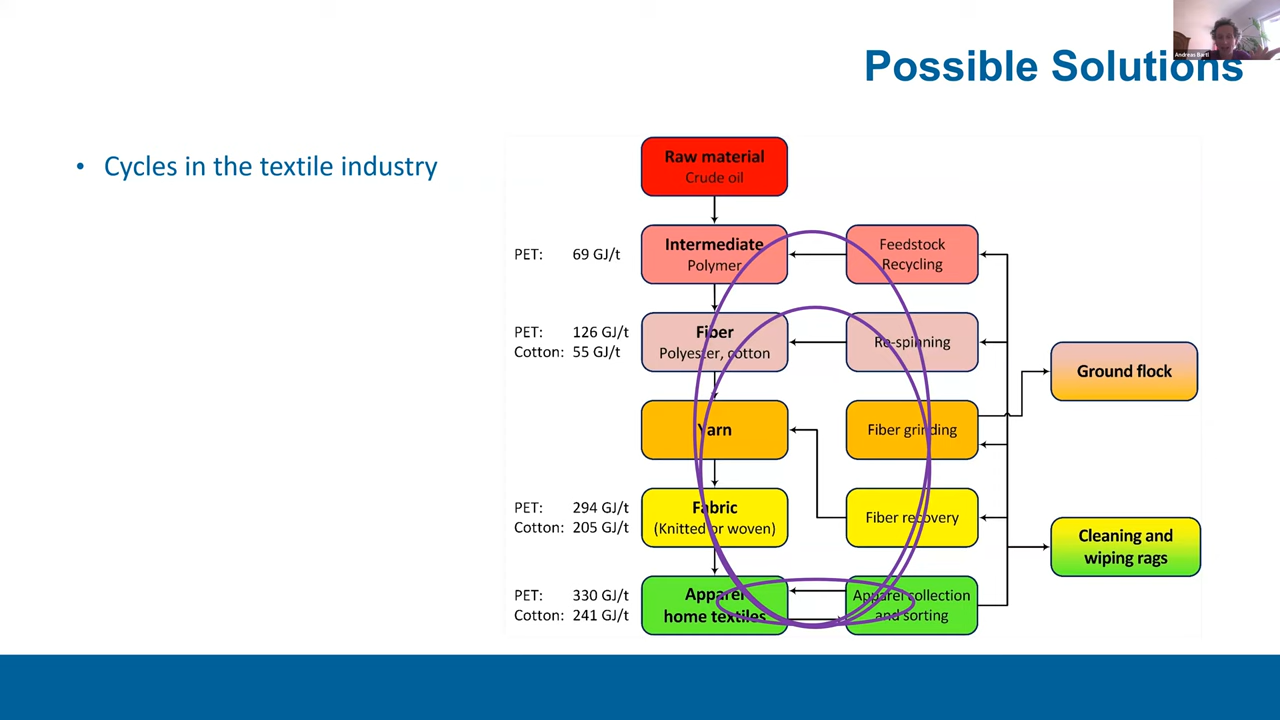 Andreas Bartl
Possible Solutions
• Cycles in the textile industry
Raw material
Crude oil
PET: 69 GJ/t
Intermediate
Polymer
Feedstock
Recycling
PET: 126 GJ/t
Cotton: 55 GJ/t
Fiber
Polyester, cotton
Re-spinning
Ground flock
Yarn
Fiber grinding
PET: 294 GJ/t
Cotton: 205 GJ/t
Fabric
(Knitted or woven)
Fiber recovery
Cleaning and
wiping rags
PET: 330 GJ/t
Cotton: 241 GJ/t
Apparel
home textiles
Apparel collection
and sorting